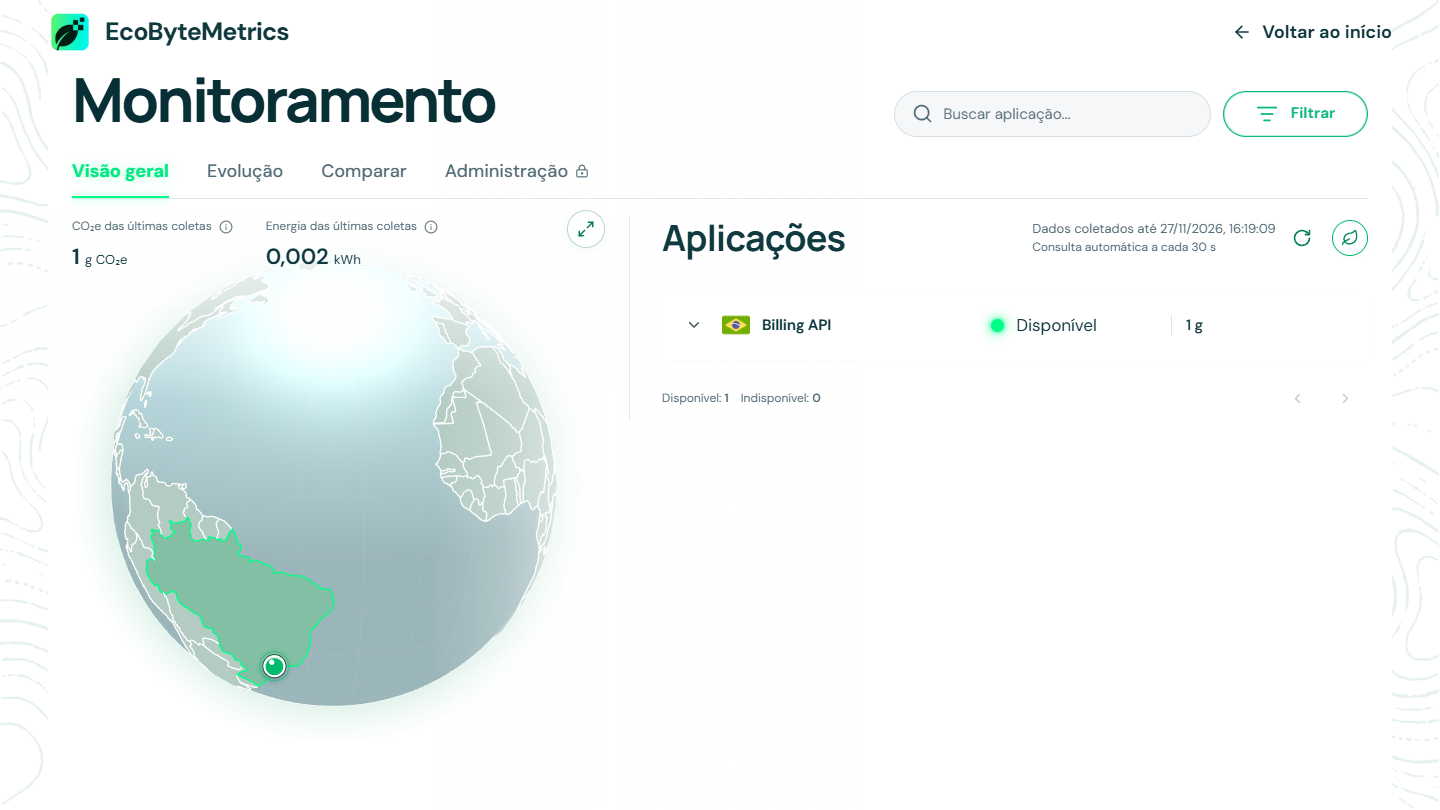 EcoByteMetrics
Voltar ao início
Monitoramento
Buscar aplicação...
Filtrar
Visão geral
Evolução
Comparar
Administração
CO₂e das últimas coletas
1 g CO₂e
Energia das últimas coletas
0,002 kWh
Aplicações
Dados coletados até 27/11/2026, 16:19:09
Consulta automática a cada 30 s
Billing API
Disponível
1 g
Disponível: 1 Indisponível: 0